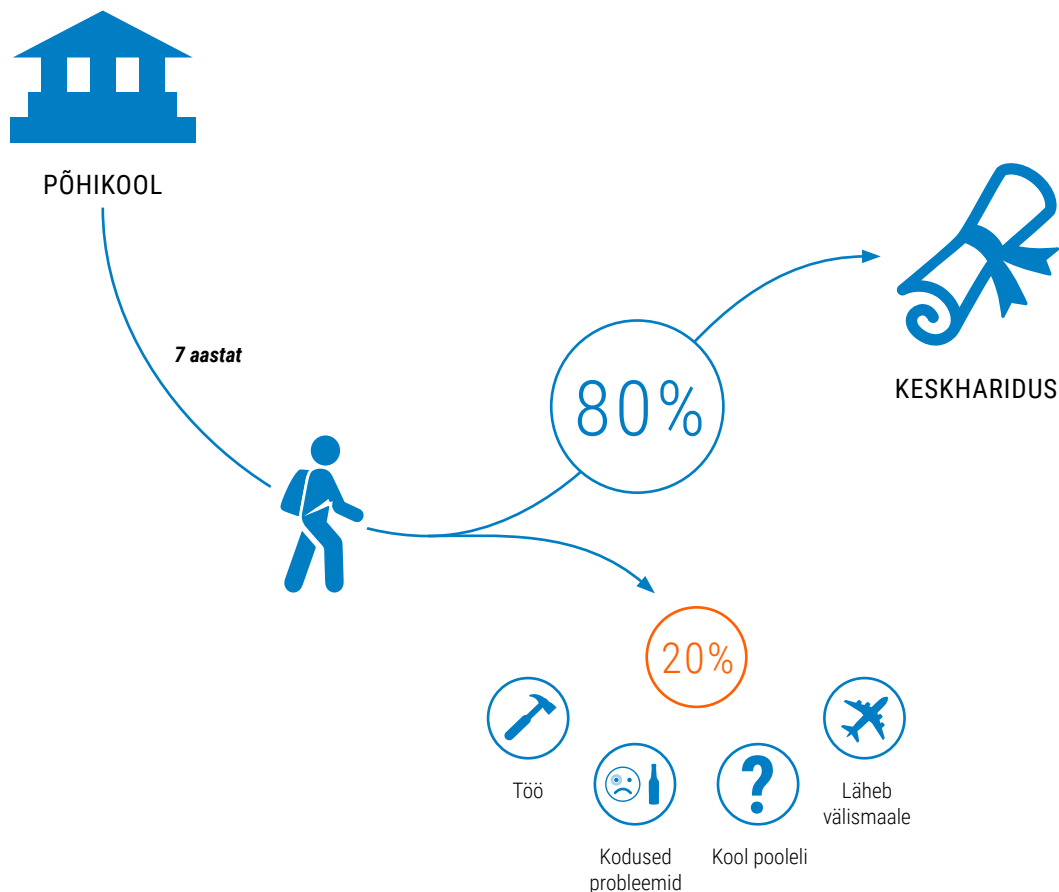 PÕHIKOOL
7 aastat
80%
KESKHARIDUS
20%
Töö
Kodused
probleemid
Kool pooleli
Läheb
välismaale